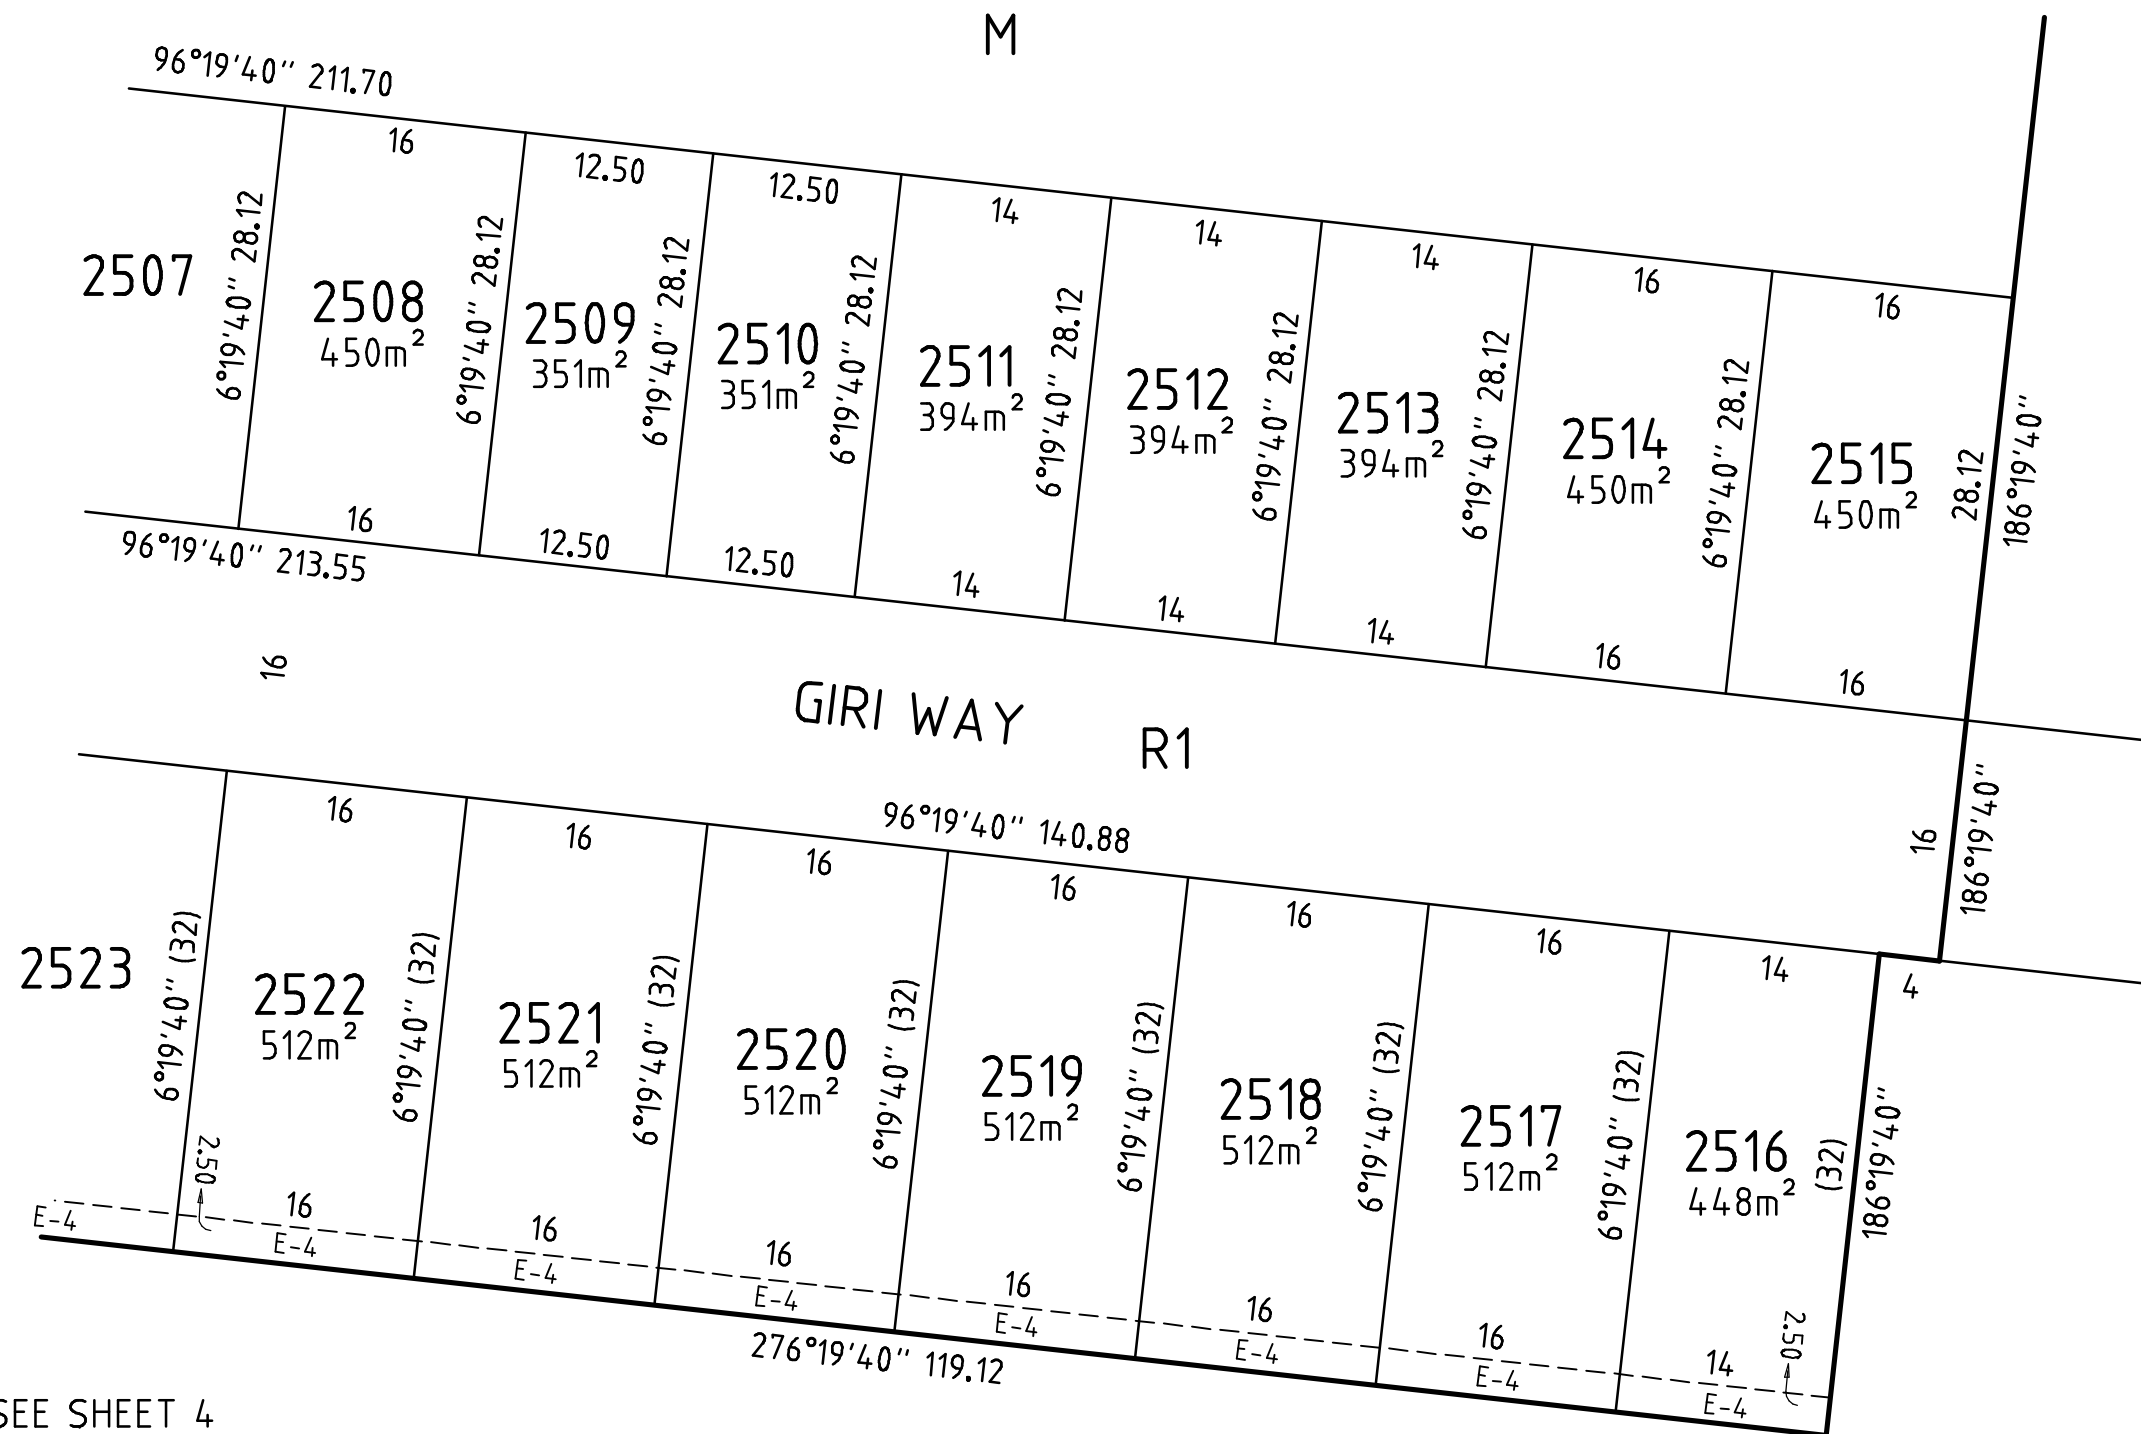 M
96°19'40" 211.70
16
12.50
12.50
14
14
14
16
16
2507
6°19'40" 28.12
2508
450m²
6°19'40" 28.12
2509
351m²
6°19'40" 28.12
2510
351m²
6°19'40" 28.12
2511
394m²
6°19'40" 28.12
2512
394m²
6°19'40" 28.12
2513
394m²
6°19'40" 28.12
2514
450m²
6°19'40" 28.12
2515
450m²
28.12
186°19'40"
16
12.50
12.50
14
14
14
16
16
96°19'40" 213.55
16
GIRI WAY
R1
16
186°19'40"
96°19'40" 140.88
16
16
16
16
16
16
14
4
2523
6°19'40" (32)
2522
512m²
6°19'40" (32)
2521
512m²
6°19'40" (32)
2520
512m²
6°19'40" (32)
2519
512m²
6°19'40" (32)
2518
512m²
6°19'40" (32)
2517
512m²
6°19'40" (32)
2516
448m²
(32)
186°19'40"
2.50
2.50
16
16
16
16
16
16
14
E-4
E-4
E-4
E-4
E-4
E-4
E-4
E-4
276°19'40" 119.12
SEE SHEET 4